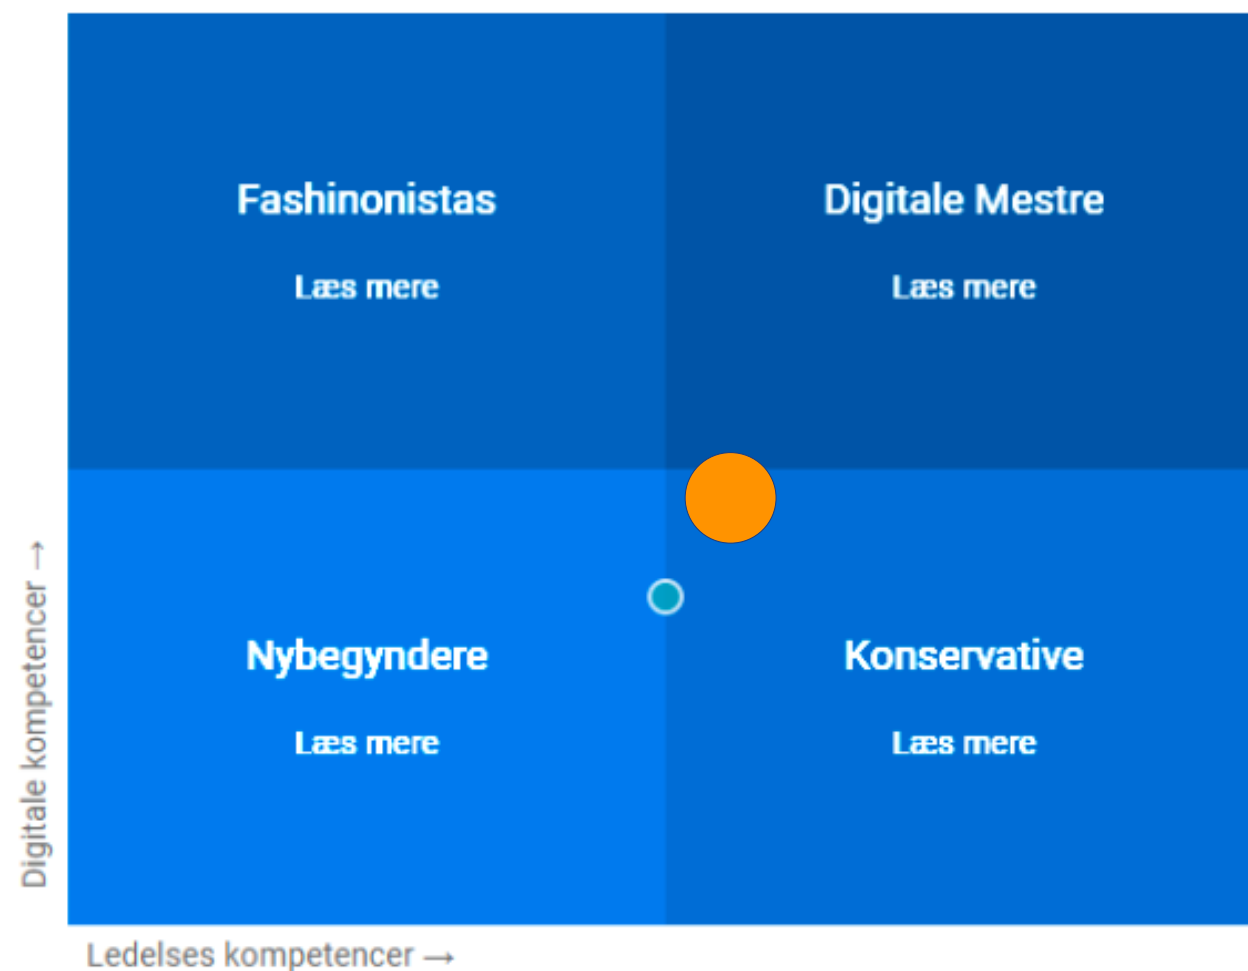 Fashinonistas
Læs mere
Digitale Mestre
Læs mere
Nybegyndere
Læs mere
Konservative
Læs mere
Digitale kompetencer →
Ledelses kompetencer →